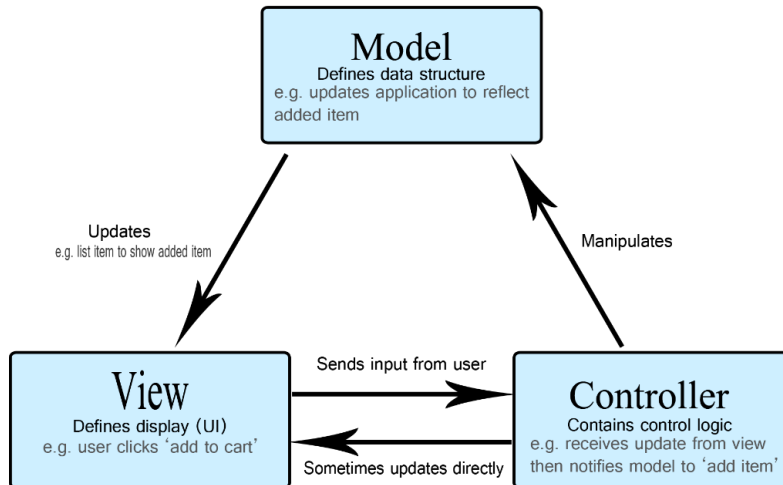 Model
Defines data structure
e.g. updates application to reflect
added item
Updates
e.g. list item to show added item
Manipulates
View
Defines display (UI)
e.g. user clicks ‘add to cart’
Sends input from user
Sometimes updates directly
Controller
Contains control logic
e.g. receives update from view
then notifies model to ‘add item’